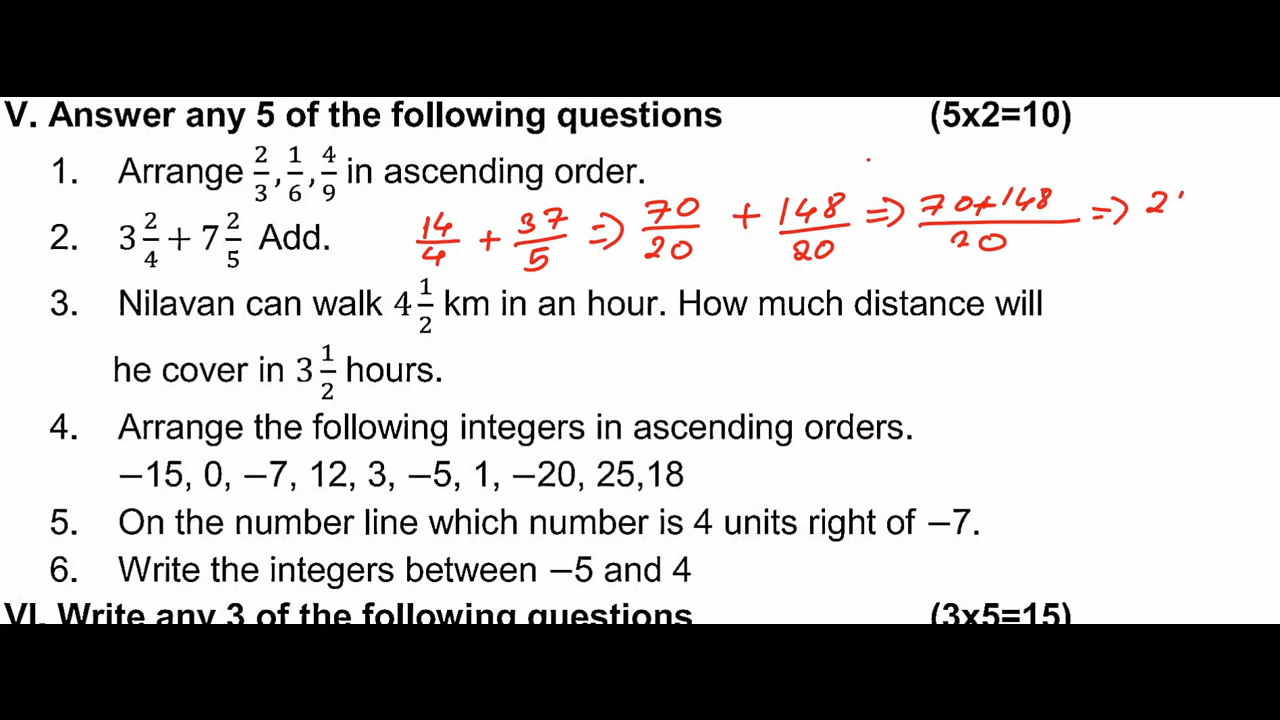 V. Answer any 5 of the following questions (5x2=10)
1. Arrange 2/3, 1/6, 4/9 in ascending order.
2. 3 2/4 + 7 2/5 Add. 14/4 + 37/5 => 70/20 + 148/20 => 70+148/20 => 2
3. Nilavan can walk 4 1/2 km in an hour. How much distance will
he cover in 3 1/2 hours.
4. Arrange the following integers in ascending orders.
−15, 0, −7, 12, 3, −5, 1, −20, 25,18
5. On the number line which number is 4 units right of −7.
6. Write the integers between −5 and 4
VI. Write any 3 of the following questions (3x5=15)